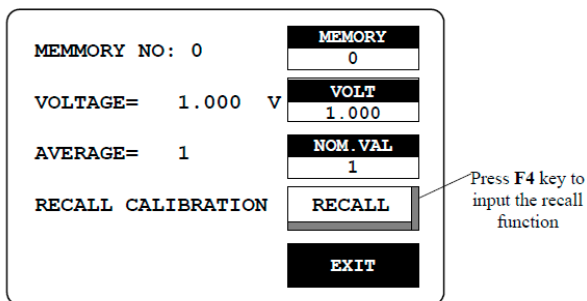 MEMMORY NO: 0
MEMORY
0
VOLTAGE= 1.000 V
VOLT
1.000
AVERAGE= 1
NOM.VAL
1
RECALL CALIBRATION
RECALL
EXIT
Press F4 key to
input the recall
function